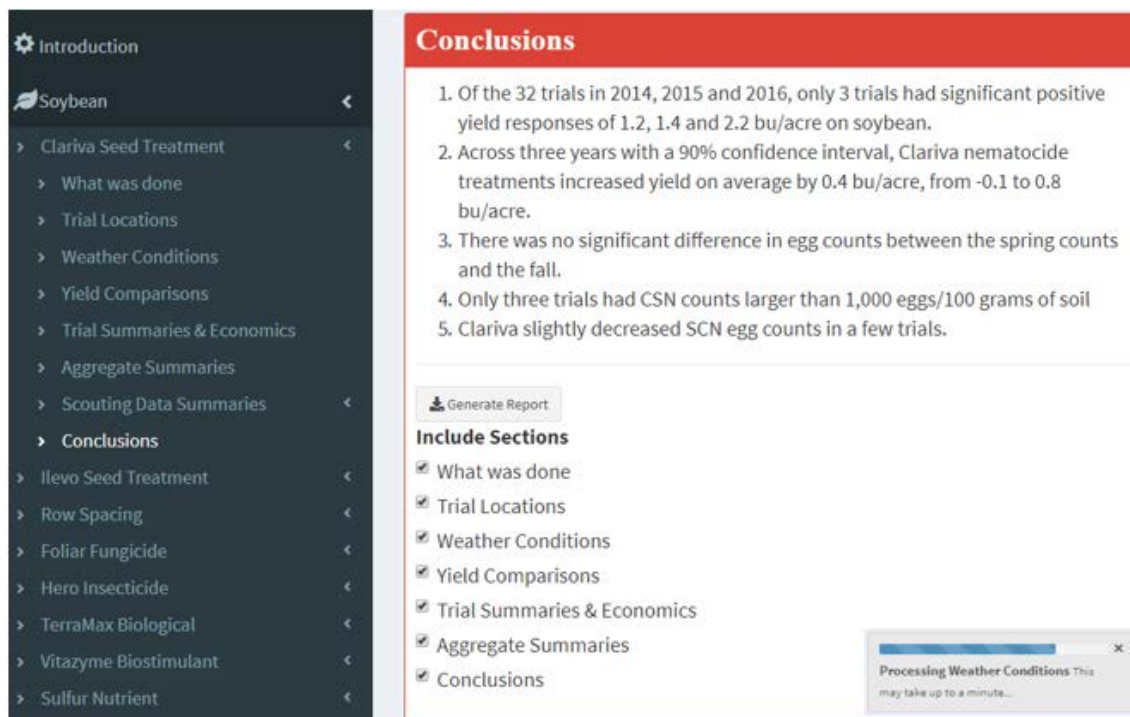 Introduction
Soybean
Clariva Seed Treatment
What was done
Trial Locations
Weather Conditions
Yield Comparisons
Trial Summaries & Economics
Aggregate Summaries
Scouting Data Summaries
Conclusions
Ilevo Seed Treatment
Row Spacing
Foliar Fungicide
Hero Insecticide
TerraMax Biological
Vitazyme Biostimulant
Sulfur Nutrient
Conclusions
1. Of the 32 trials in 2014, 2015 and 2016, only 3 trials had significant positive
yield responses of 1.2, 1.4 and 2.2 bu/acre on soybean.
2. Across three years with a 90% confidence interval, Clariva nematocide
treatments increased yield on average by 0.4 bu/acre, from -0.1 to 0.8
bu/acre.
3. There was no significant difference in egg counts between the spring counts
and the fall.
4. Only three trials had CSN counts larger than 1,000 eggs/100 grams of soil
5. Clariva slightly decreased SCN egg counts in a few trials.
Generate Report
Include Sections
What was done
Trial Locations
Weather Conditions
Yield Comparisons
Trial Summaries & Economics
Aggregate Summaries
Conclusions
Processing Weather Conditions This
may take up to a minute...